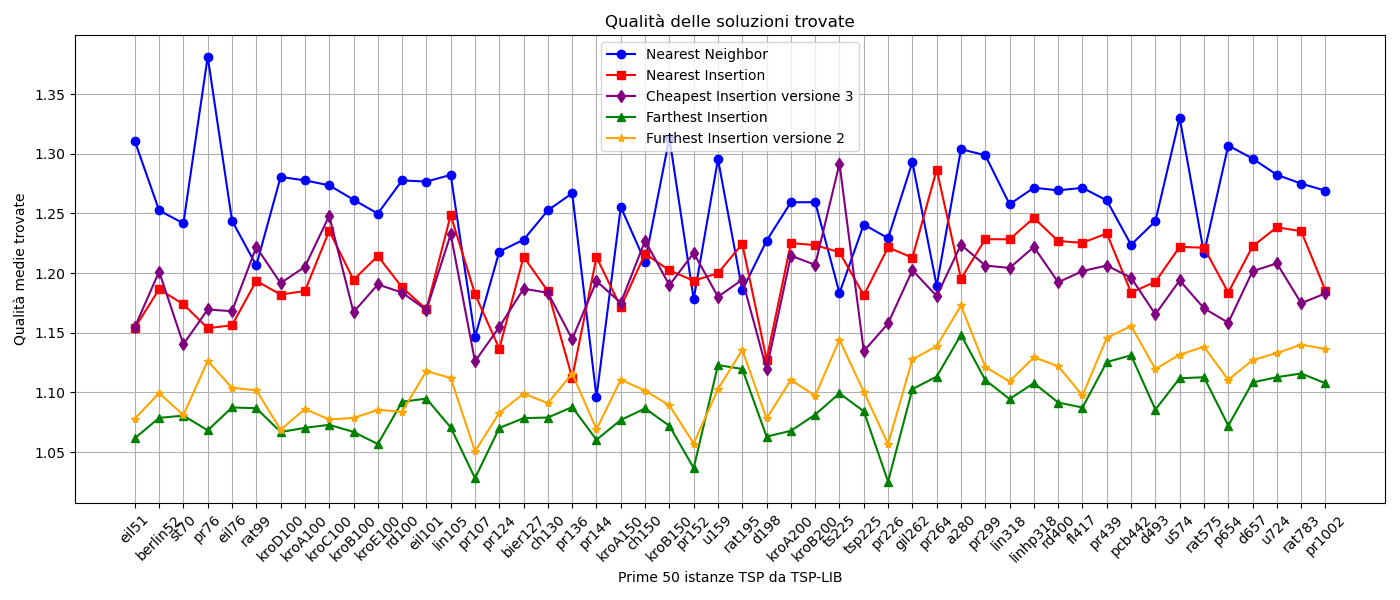 Qualità delle soluzioni trovate
Nearest Neighbor
Nearest Insertion
Cheapest Insertion versione 3
Farthest Insertion
Furthest Insertion versione 2
Qualità medie trovate
1.35
1.30
1.25
1.20
1.15
1.10
1.05
eil51
berlin52
st70
pr76
eil76
rat99
kroD100
kroA100
kroC100
kroB100
kroE100
rd100
eil101
lin105
pr107
pr124
bier127
ch130
pr136
pr144
kroA150
ch150
kroB150
pr152
u159
rat195
d198
kroA200
kroB200
ts225
tsp225
pr226
gil262
pr264
a280
pr299
lin318
linhp318
rd400
fl417
pr439
pcb442
d493
u574
rat575
p654
d657
u724
rat783
pr1002
Prime 50 istanze TSP da TSP-LIB